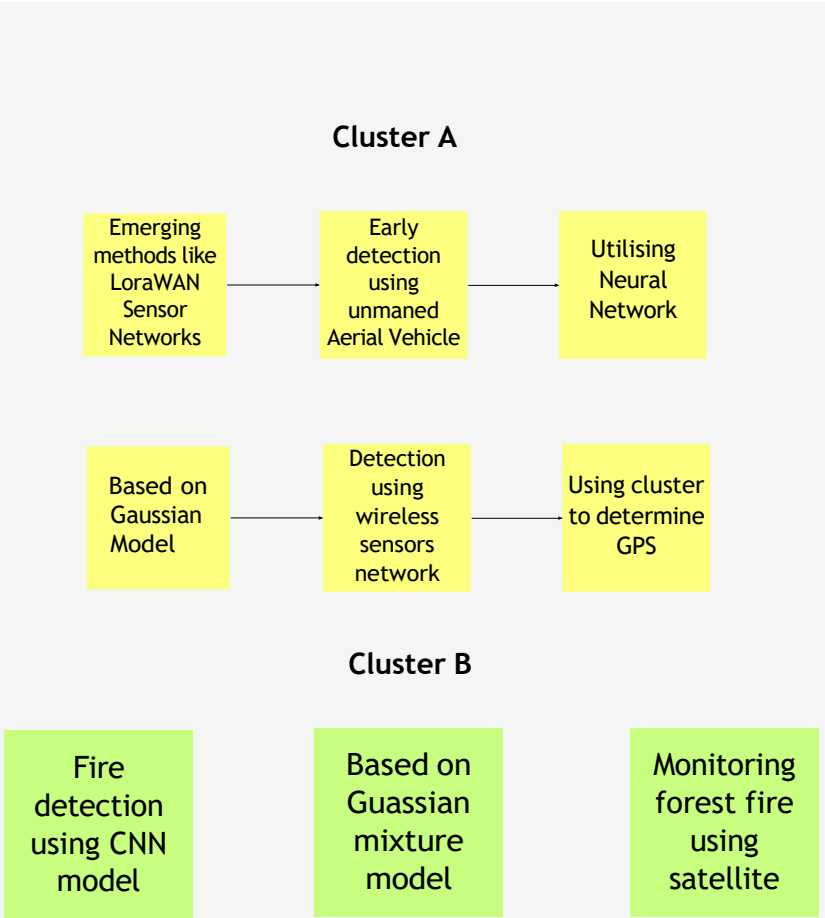 Cluster A
Emerging
methods like
LoraWAN
Sensor
Networks
Early
detection
using
unmaned
Aerial Vehicle
Utilising
Neural
Network
Based on
Gaussian
Model
Detection
using
wireless
sensors
network
Using cluster
to determine
GPS
Cluster B
Fire
detection
using CNN
model
Based on
Guassian
mixture
model
Monitoring
forest fire
using
satellite